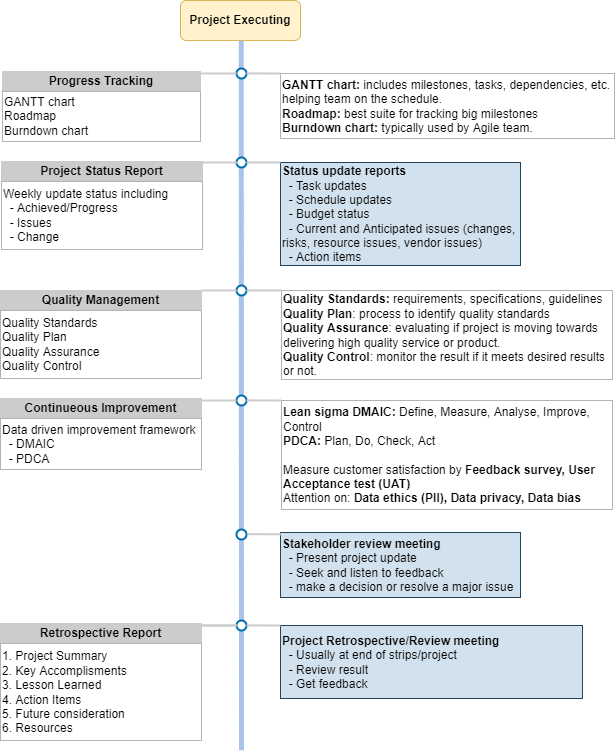 Project Executing
Progress Tracking
GANTT chart
Roadmap
Burndown chart
GANTT chart: includes milestones, tasks, dependencies, etc.
helping team on the schedule.
Roadmap: best suite for tracking big milestones
Burndown chart: typically used by Agile team.
Project Status Report
Weekly update status including
- Achieved/Progress
- Issues
- Change
Status update reports
- Task updates
- Schedule updates
- Budget status
- Current and Anticipated issues (changes,
risks, resource issues, vendor issues)
- Action items
Quality Management
Quality Standards
Quality Plan
Quality Assurance
Quality Control
Quality Standards: requirements, specifications, guidelines
Quality Plan: process to identify quality standards
Quality Assurance: evaluating if project is moving towards
delivering high quality service or product.
Quality Control: monitor the result if it meets desired results
or not.
Continueous Improvement
Data driven improvement framework
- DMAIC
- PDCA
Lean sigma DMAIC: Define, Measure, Analyse, Improve,
Control
PDCA: Plan, Do, Check, Act
Measure customer satisfaction by Feedback survey, User
Acceptance test (UAT)
Attention on: Data ethics (PII), Data privacy, Data bias
Stakeholder review meeting
- Present project update
- Seek and listen to feedback
- make a decision or resolve a major issue
Retrospective Report
1. Project Summary
2. Key Accomplisments
3. Lesson Learned
4. Action Items
5. Future consideration
6. Resources
Project Retrospective/Review meeting
- Usually at end of strips/project
- Review result
- Get feedback